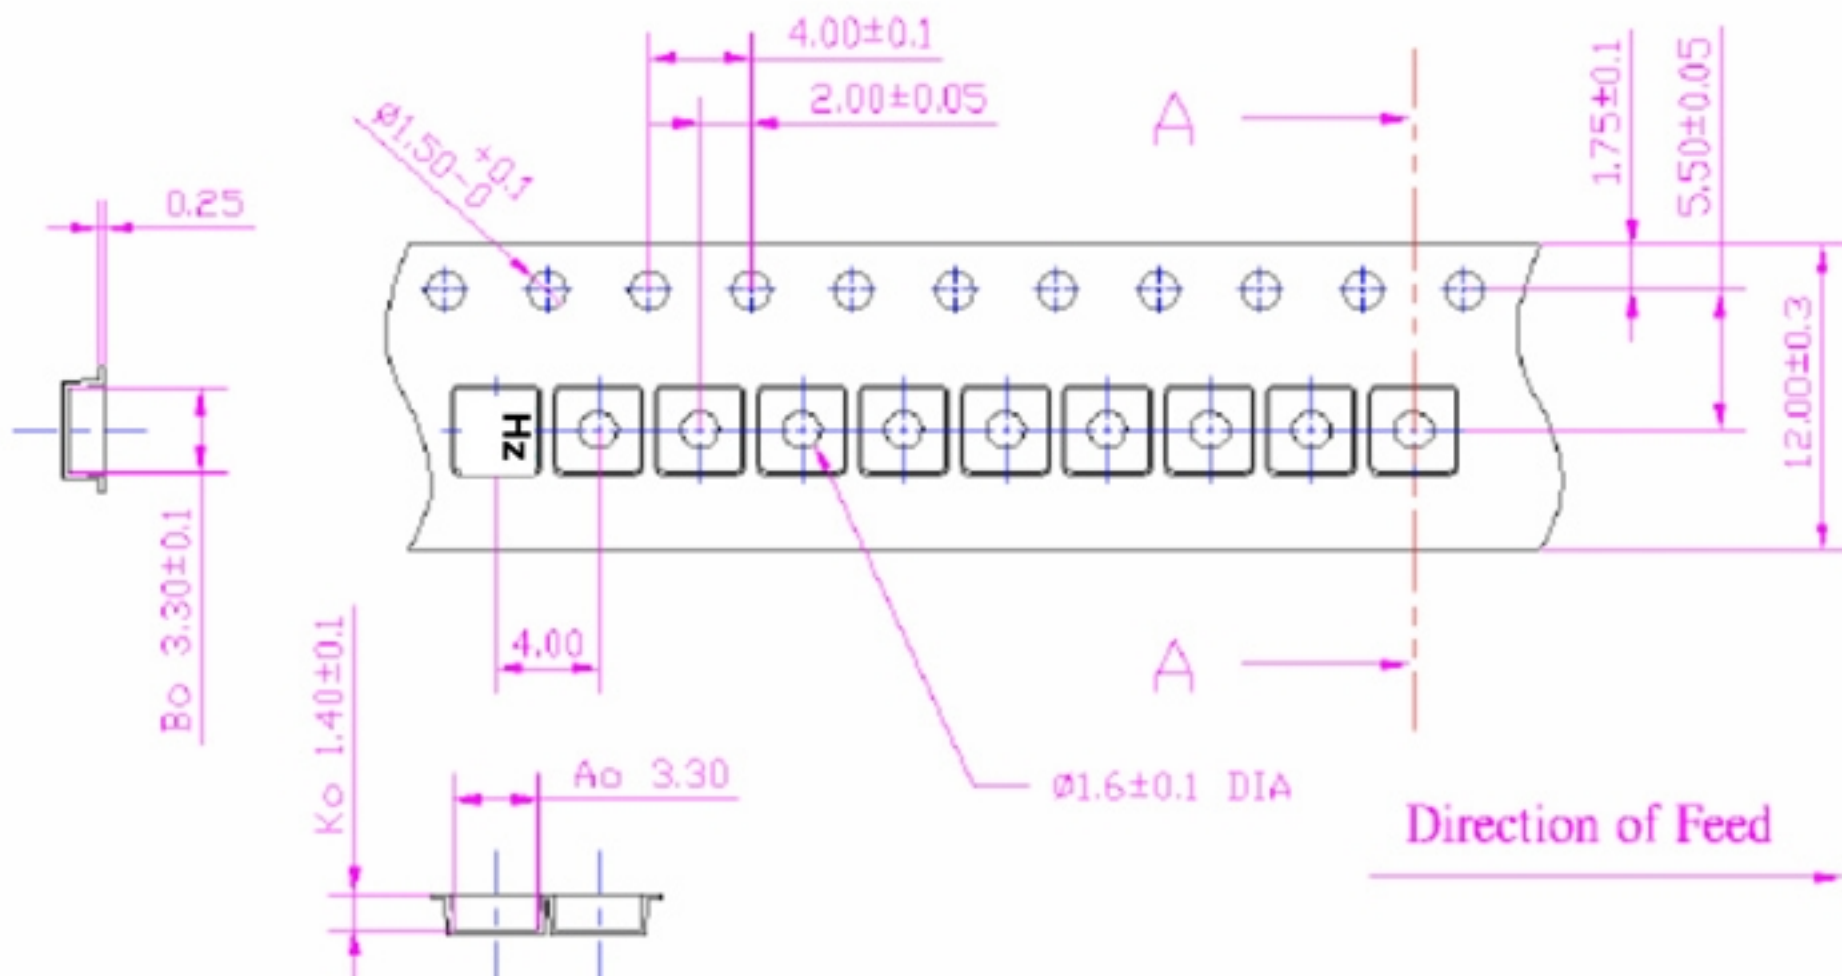 4.00±0.1
2.00±0.05
Ø1.50+0.1-0
0.25
A
1.75±0.1
5.50±0.05
12.00±0.3
Hz
Bo 3.30±0.1
4.00
A
Ko 1.40±0.1
Ao 3.30
Ø1.6±0.1 DIA
Direction of Feed